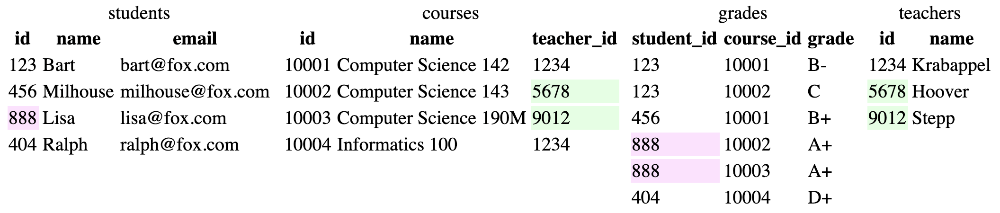 students courses grades teachers
id name email id name teacher_id student_id course_id grade id name
123 Bart bart@fox.com 10001 Computer Science 142 1234 123 10001 B- 1234 Krabappel
456 Milhouse milhouse@fox.com 10002 Computer Science 143 5678 123 10002 C 5678 Hoover
888 Lisa lisa@fox.com 10003 Computer Science 190M 9012 456 10001 B+ 9012 Stepp
404 Ralph ralph@fox.com 10004 Informatics 100 1234 888 10002 A+
888 10003 A+
404 10004 D+